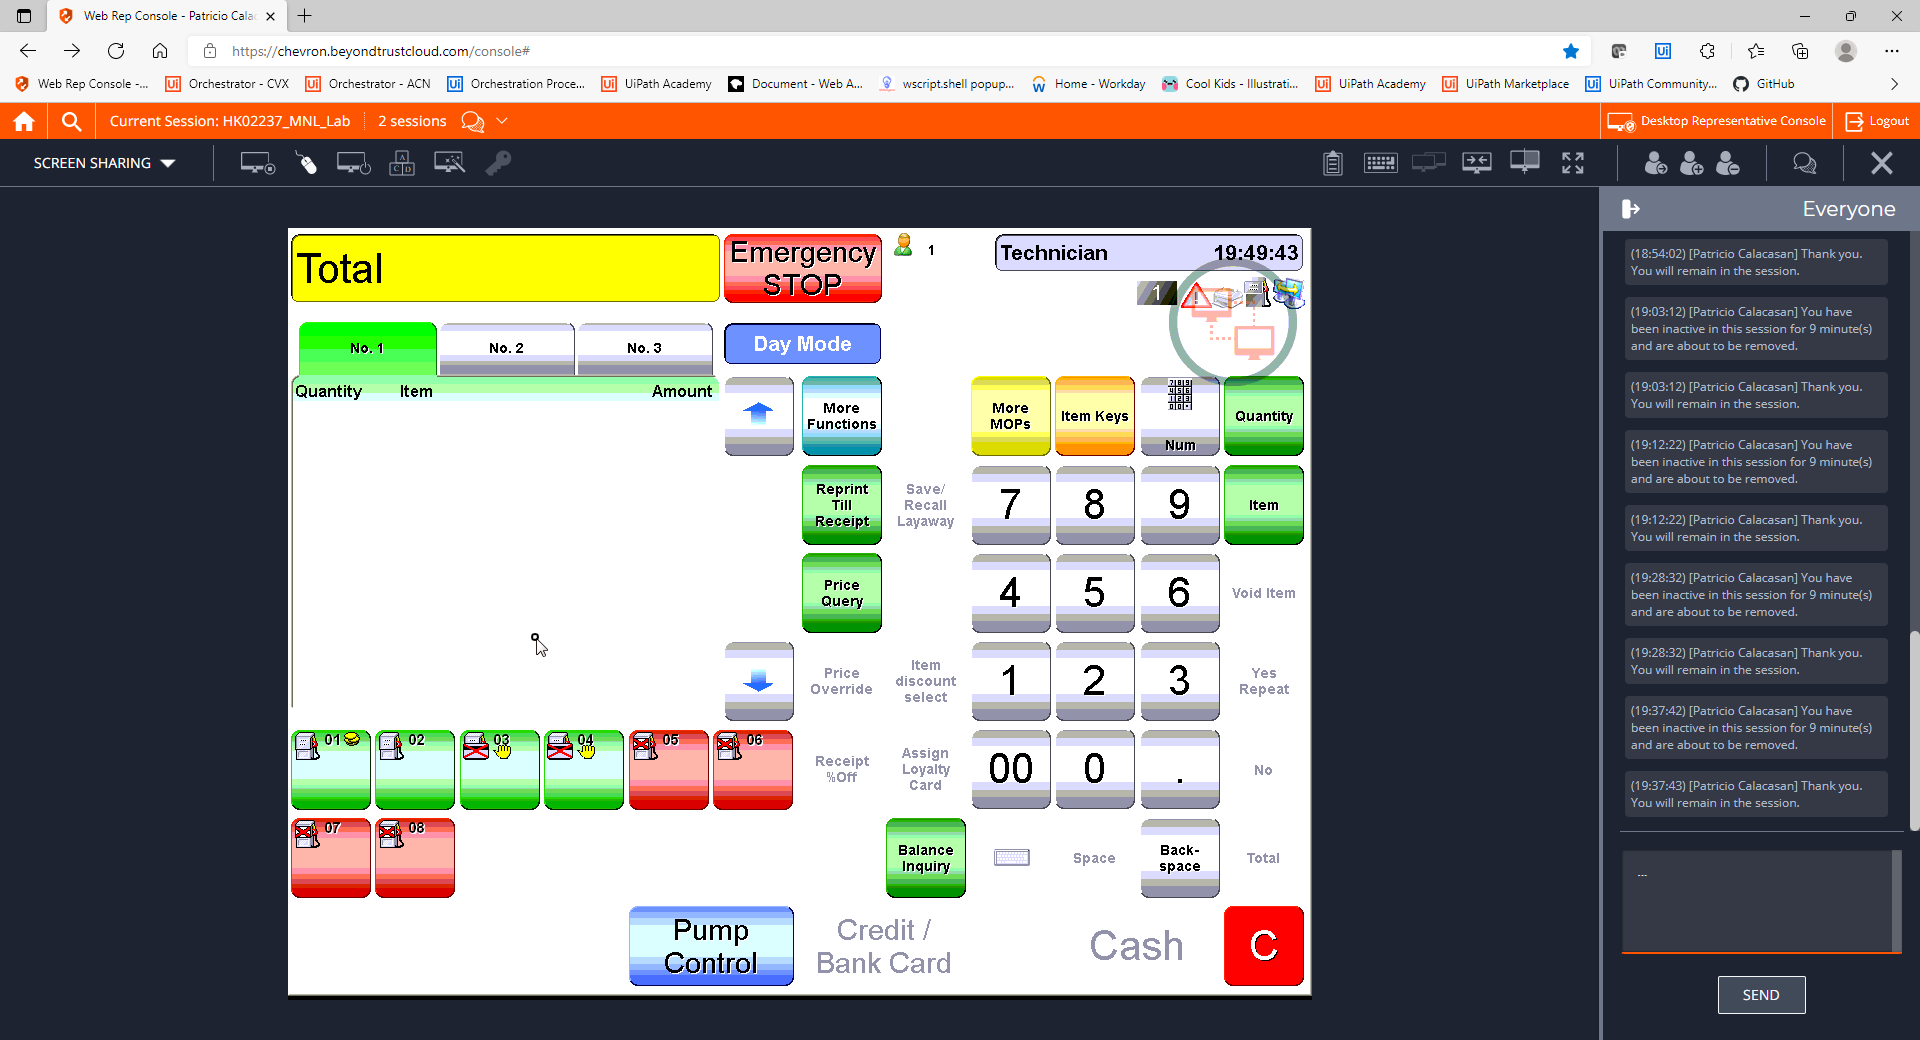 Web Rep Console - Patricio Cala
https://chevron.beyondtrustcloud.com/console#
Web Rep Console -...
Orchestrator - CVX
Orchestrator - ACN
Orchestration Proce...
UiPath Academy
Document - Web A...
wscript.shell popup...
Home - Workday
Cool Kids - Illustrati...
UiPath Academy
UiPath Marketplace
UiPath Community...
GitHub
Current Session: HK02237_MNL_Lab
2 sessions
Desktop Representative Console
Logout
SCREEN SHARING
Everyone
Total
Emergency
STOP
1
Technician
19:49:43
1
No. 1
No. 2
No. 3
Day Mode
Quantity
Item
Amount
More
Functions
More
MOPs
Item Keys
Num
Quantity
Reprint
Till
Receipt
Save/
Recall
Layaway
7
8
9
Item
Price
Query
4
5
6
Void Item
Price
Override
Item
discount
select
1
2
3
Yes
Repeat
01
02
03
04
05
06
Receipt
%Off
Assign
Loyalty
Card
00
0
.
No
07
08
Balance
Inquiry
Space
Back-
space
Total
Pump
Control
Credit /
Bank Card
Cash
C
(18:54:02) [Patricio Calacasan] Thank you.
You will remain in the session.
(19:03:12) [Patricio Calacasan] You have
been inactive in this session for 9 minute(s)
and are about to be removed.
(19:03:12) [Patricio Calacasan] Thank you.
You will remain in the session.
(19:12:22) [Patricio Calacasan] You have
been inactive in this session for 9 minute(s)
and are about to be removed.
(19:12:22) [Patricio Calacasan] Thank you.
You will remain in the session.
(19:28:32) [Patricio Calacasan] You have
been inactive in this session for 9 minute(s)
and are about to be removed.
(19:28:32) [Patricio Calacasan] Thank you.
You will remain in the session.
(19:37:42) [Patricio Calacasan] You have
been inactive in this session for 9 minute(s)
and are about to be removed.
(19:37:43) [Patricio Calacasan] Thank you.
You will remain in the session.
...
SEND